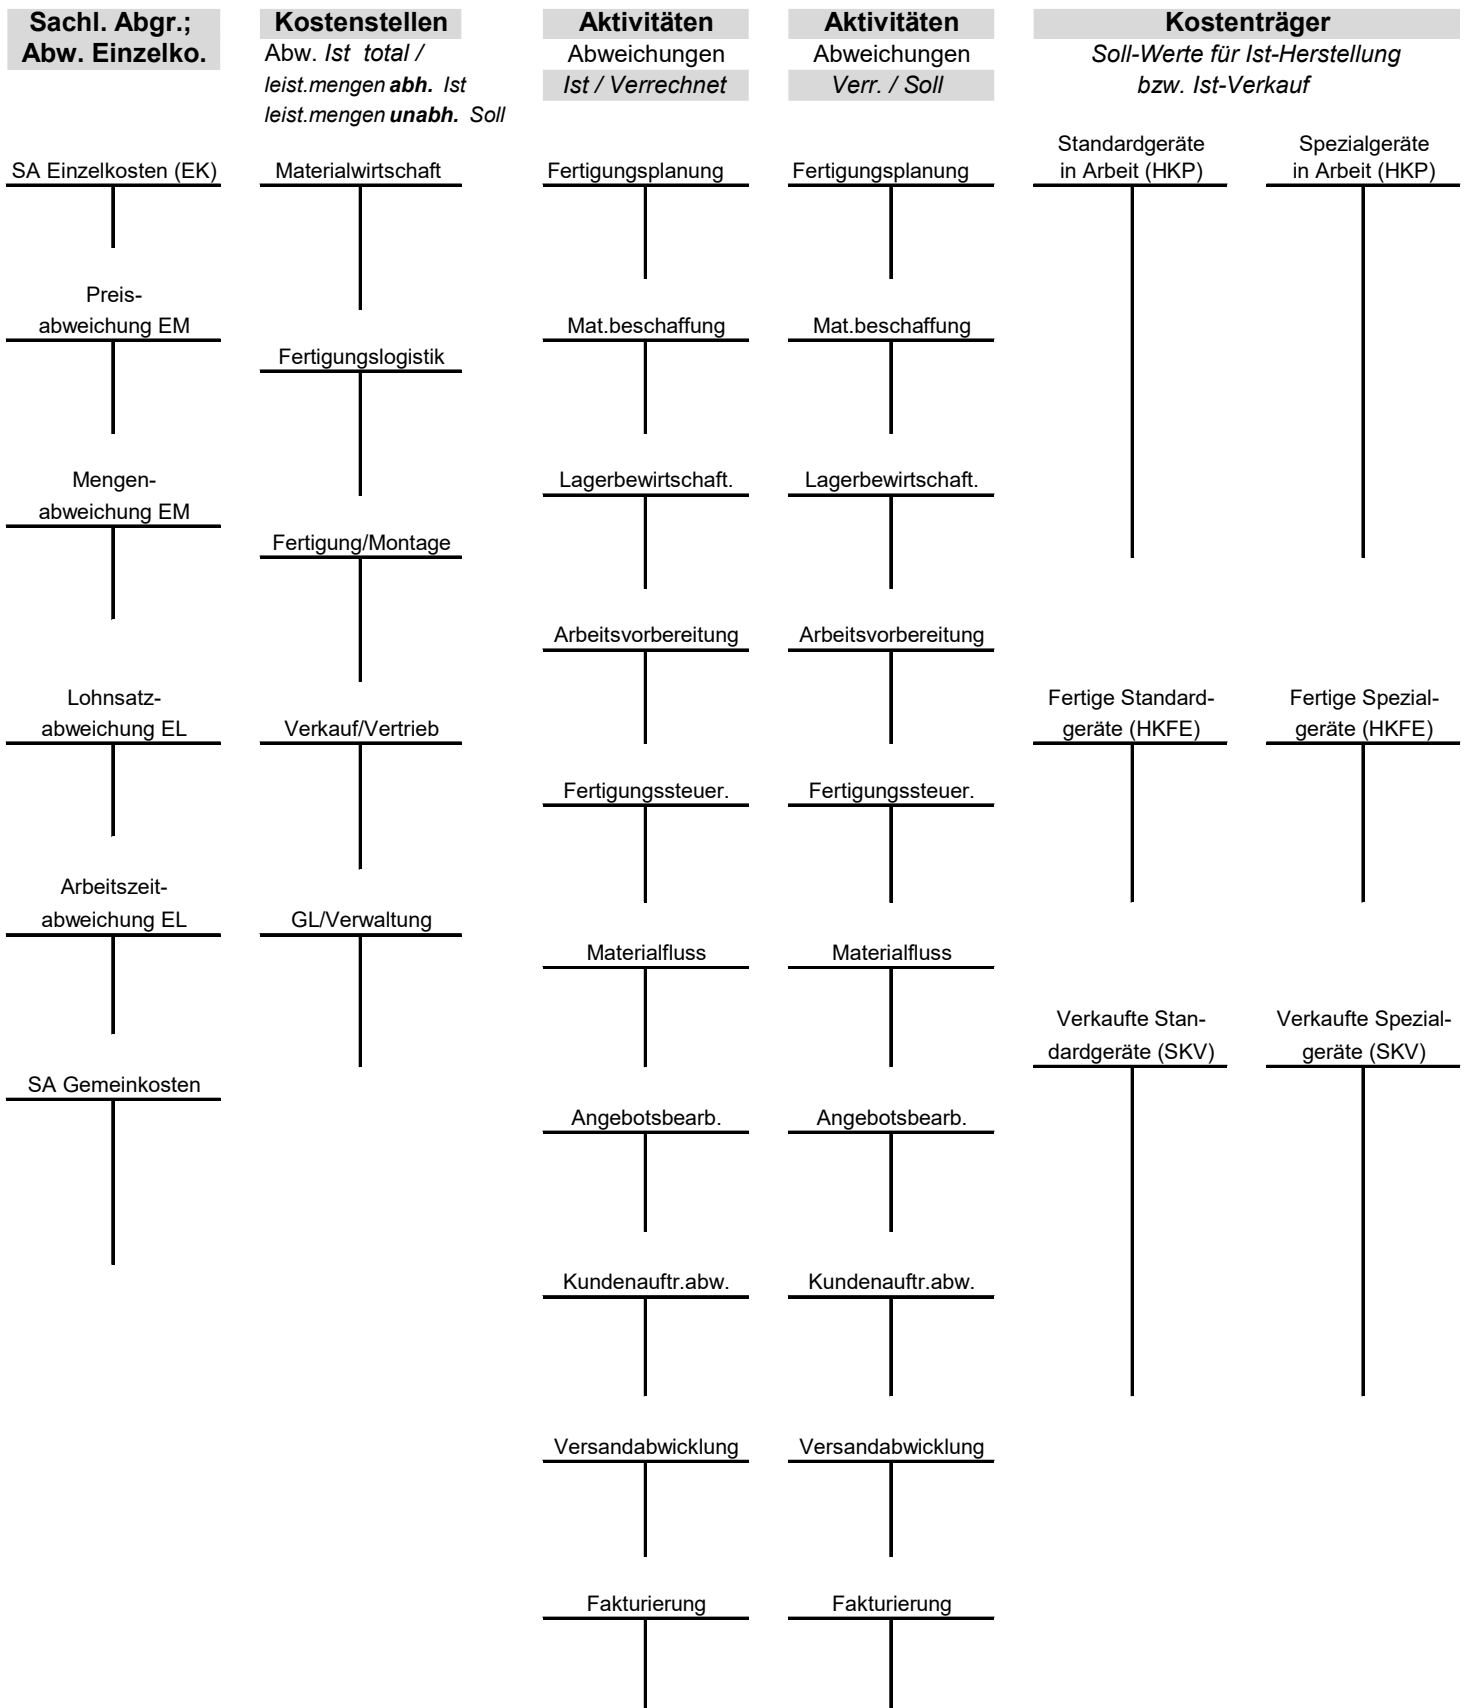 Sachl. Abgr.;
Abw. Einzelko.
SA Einzelkosten (EK)
Preis-
abweichung EM
Mengen-
abweichung EM
Lohnsatz-
abweichung EL
Arbeitszeit-
abweichung EL
SA Gemeinkosten
Kostenstellen
Abw. Ist total /
leist.mengen abh. Ist
leist.mengen unabh. Soll
Materialwirtschaft
Fertigungslogistik
Fertigung/Montage
Verkauf/Vertrieb
GL/Verwaltung
Aktivitäten
Abweichungen
Ist / Verrechnet
Fertigungsplanung
Mat.beschaffung
Lagerbewirtschaft.
Arbeitsvorbereitung
Fertigungssteuer.
Materialfluss
Angebotsbearb.
Kundenauftr.abw.
Versandabwicklung
Fakturierung
Aktivitäten
Abweichungen
Verr. / Soll
Fertigungsplanung
Mat.beschaffung
Lagerbewirtschaft.
Arbeitsvorbereitung
Fertigungssteuer.
Materialfluss
Angebotsbearb.
Kundenauftr.abw.
Versandabwicklung
Fakturierung
Kostenträger
Soll-Werte für Ist-Herstellung
bzw. Ist-Verkauf
Standardgeräte
in Arbeit (HKP)
Spezialgeräte
in Arbeit (HKP)
Fertige Standard-
geräte (HKFE)
Fertige Spezial-
geräte (HKFE)
Verkaufte Stan-
dardgeräte (SKV)
Verkaufte Spezial-
geräte (SKV)